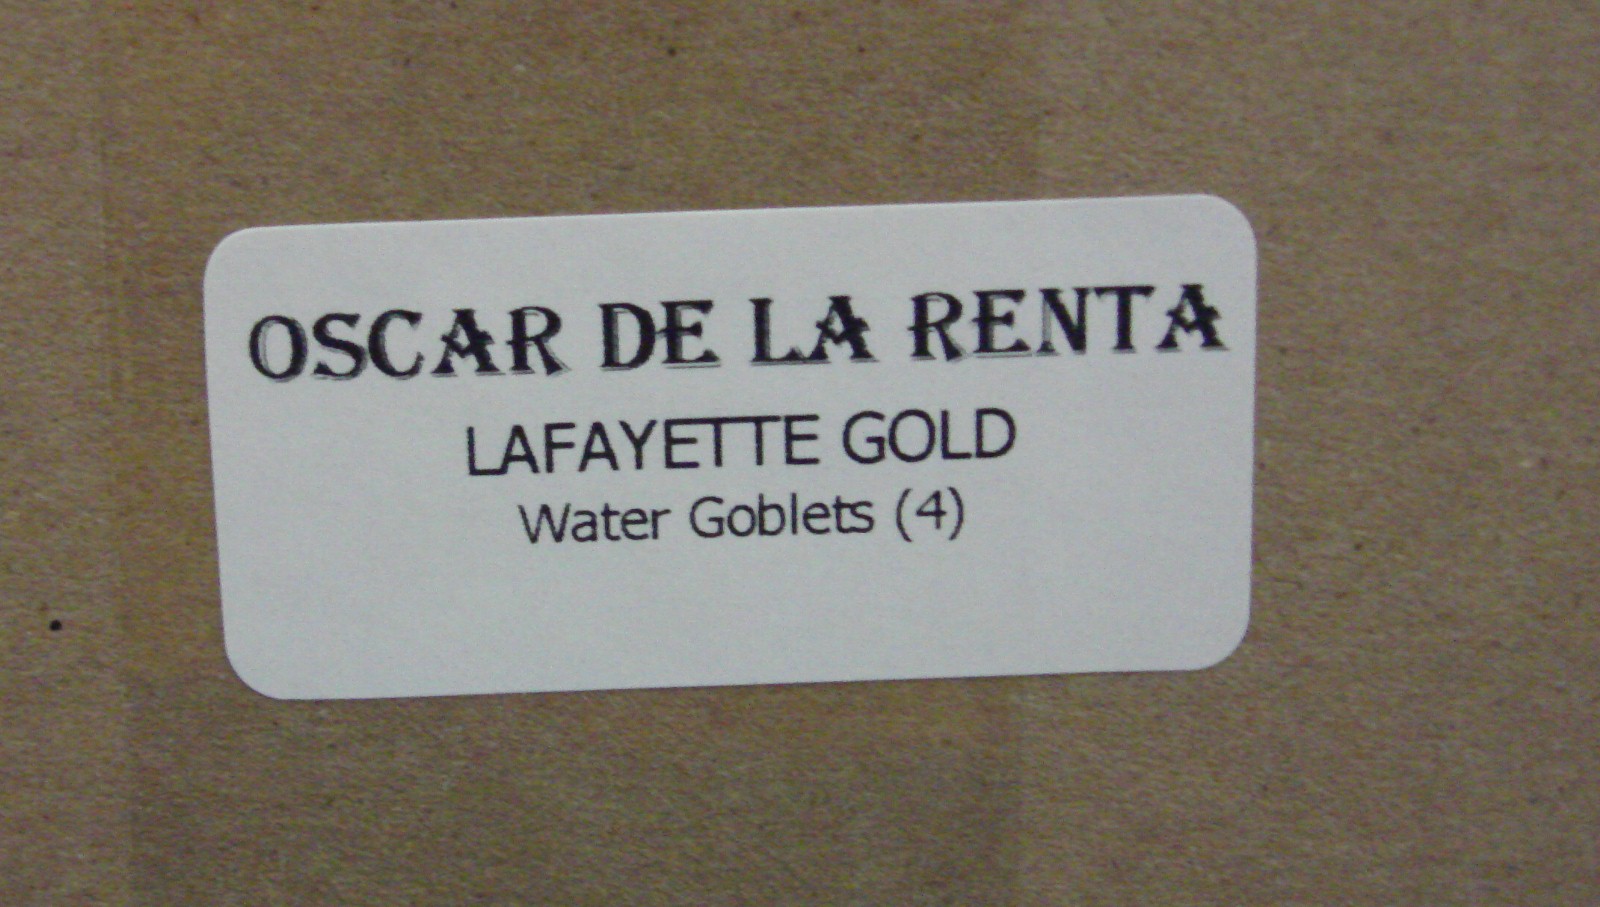 OSCAR DE LA RENTA
LAFAYETTE GOLD
Water Goblets (4)